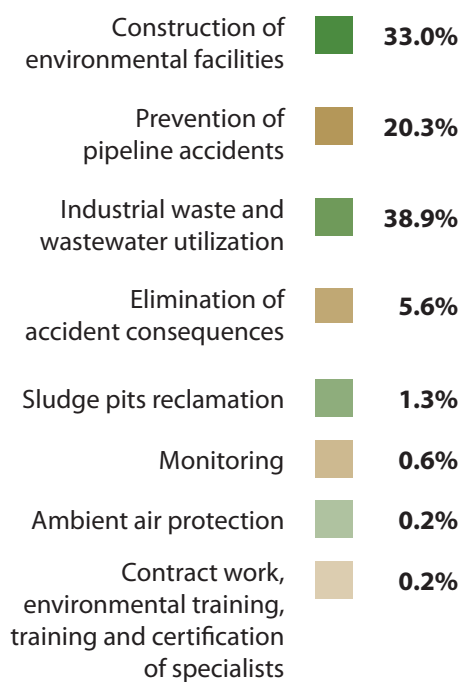 Construction of
environmental facilities
33.0%
Prevention of
pipeline accidents
20.3%
Industrial waste and
wastewater utilization
38.9%
Elimination of
accident consequences
5.6%
Sludge pits reclamation
1.3%
Monitoring
0.6%
Ambient air protection
0.2%
Contract work,
environmental training,
training and certification
of specialists
0.2%